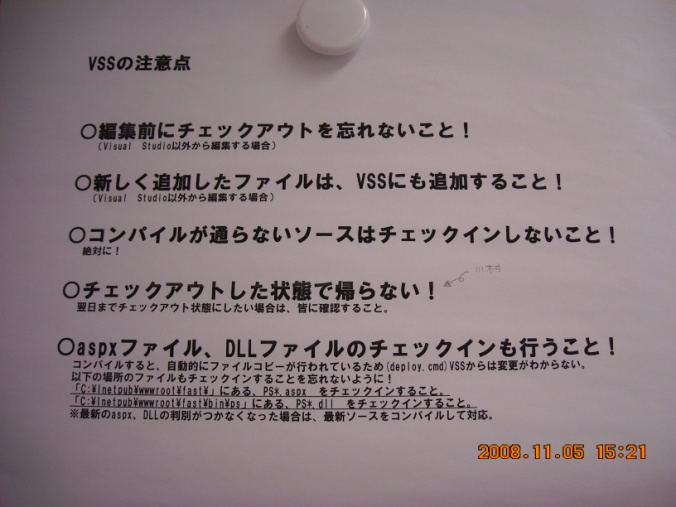 VSSの注意点
○編集前にチェックアウトを忘れないこと！
（Visual Studio以外から編集する場合）
○新しく追加したファイルは、VSSにも追加すること！
（Visual Studio以外から編集する場合）
○コンパイルが通らないソースはチェックインしないこと！
絶対に！
○チェックアウトした状態で帰らない！
川村
翌日までチェックアウト状態にしたい場合は、皆に確認すること。
○aspxファイル、DLLファイルのチェックインも行うこと！
コンパイルすると、自動的にファイルコピーが行われているため(deploy.cmd)VSSからは変更がわからない。
以下の場所のファイルもチェックインすることを忘れないように！
「C:¥Inetpub¥wwwroot¥fast¥」にある、PS*.aspx をチェックインすること。
「C:¥Inetpub¥wwwroot¥fast¥bin¥ps」にある、PS*.dll をチェックインすること。
※最新のaspx、DLLの判別がつかなくなった場合は、最新ソースをコンパイルして対応。
2008.11.05 15:21